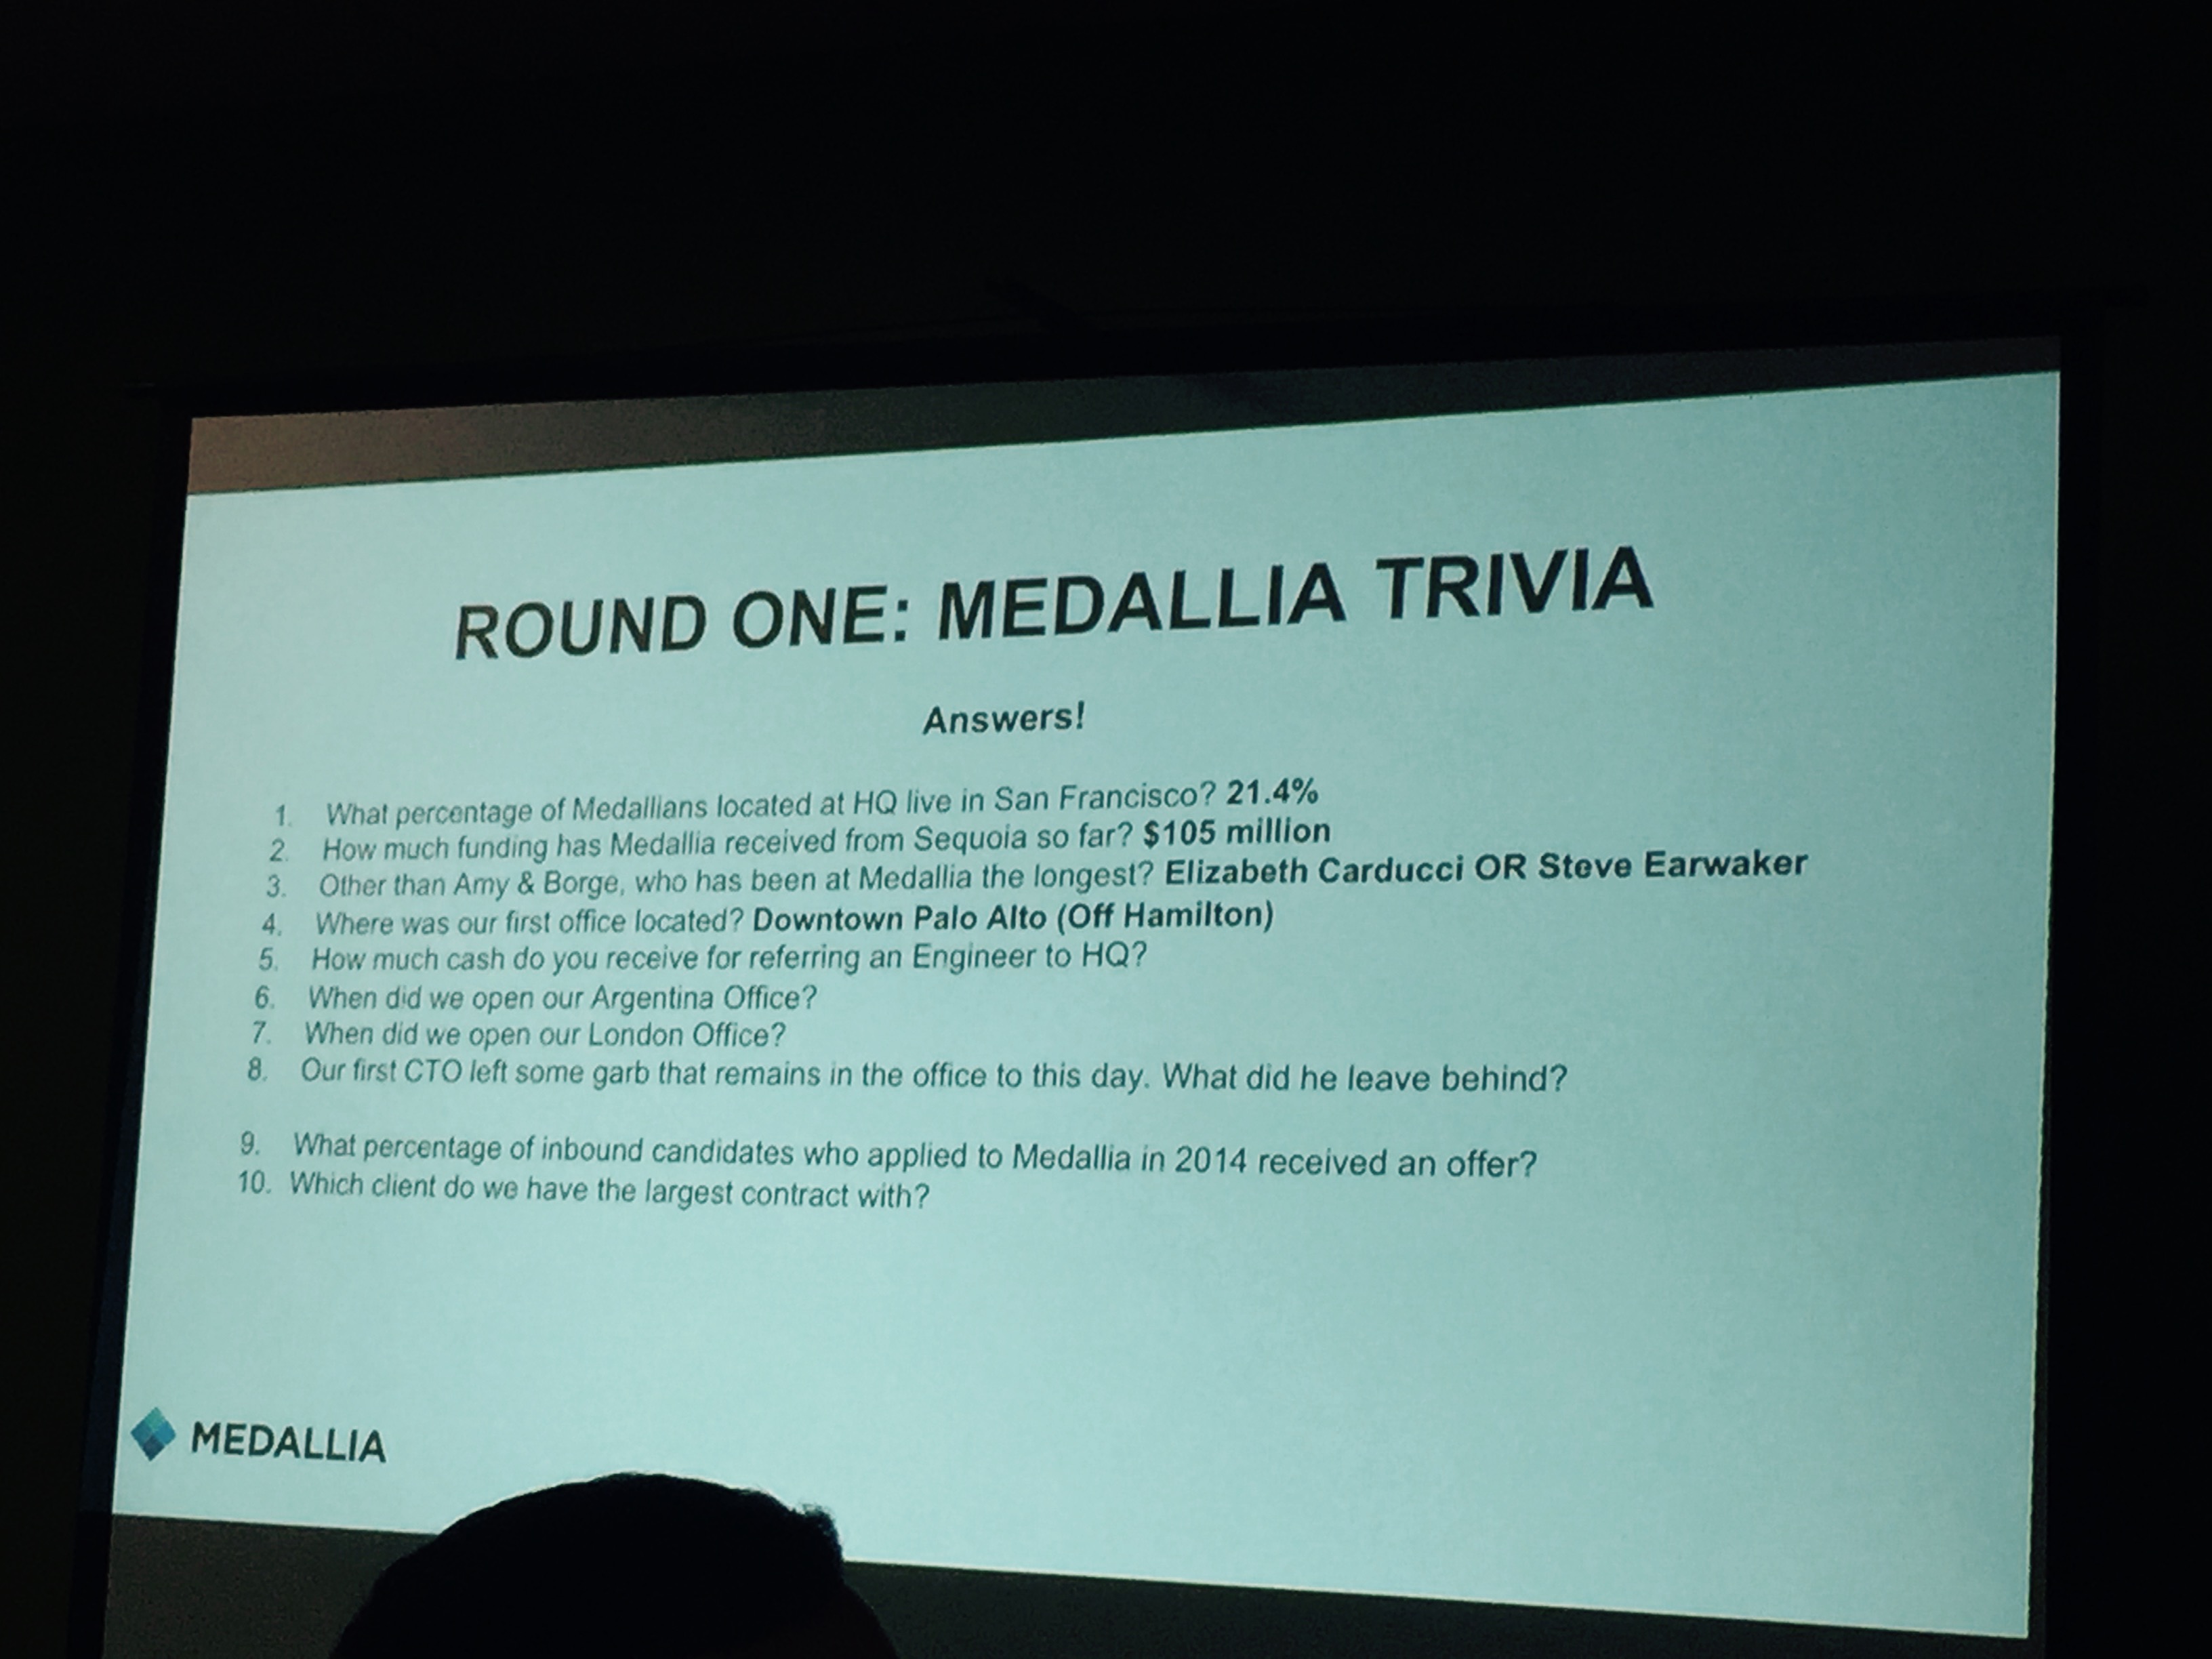 ROUND ONE: MEDALLIA TRIVIA
Answers!
1. What percentage of Medallians located at HQ live in San Francisco? 21.4%
2. How much funding has Medallia received from Sequoia so far? $105 million
3. Other than Amy & Borge, who has been at Medallia the longest? Elizabeth Carducci OR Steve Earwaker
4. Where was our first office located? Downtown Palo Alto (Off Hamilton)
5. How much cash do you receive for referring an Engineer to HQ?
6. When did we open our Argentina Office?
7. When did we open our London Office?
8. Our first CTO left some garb that remains in the office to this day. What did he leave behind?
9. What percentage of inbound candidates who applied to Medallia in 2014 received an offer?
10. Which client do we have the largest contract with?
MEDALLIA